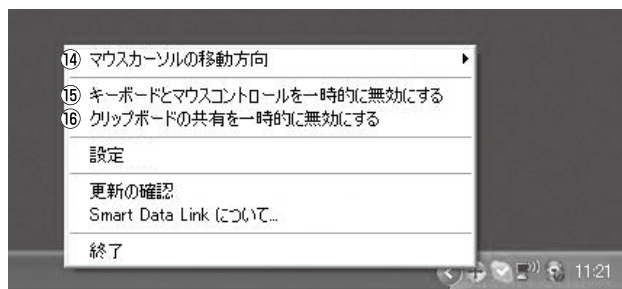 ⑭ マウスカーソルの移動方向
⑮ キーボードとマウスコントロールを一時的に無効にする
⑯ クリップボードの共有を一時的に無効にする
設定
更新の確認
Smart Data Link について...
終了
11:21